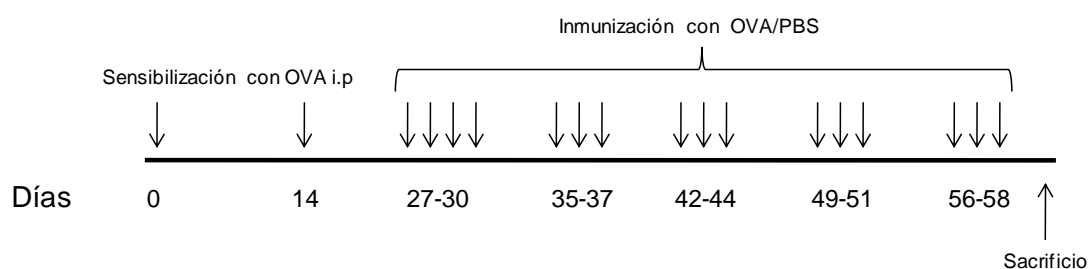 Inmunización con OVA/PBS
Sensibilización con OVA i.p
Días 0 14 27-30 35-37 42-44 49-51 56-58
Sacrificio